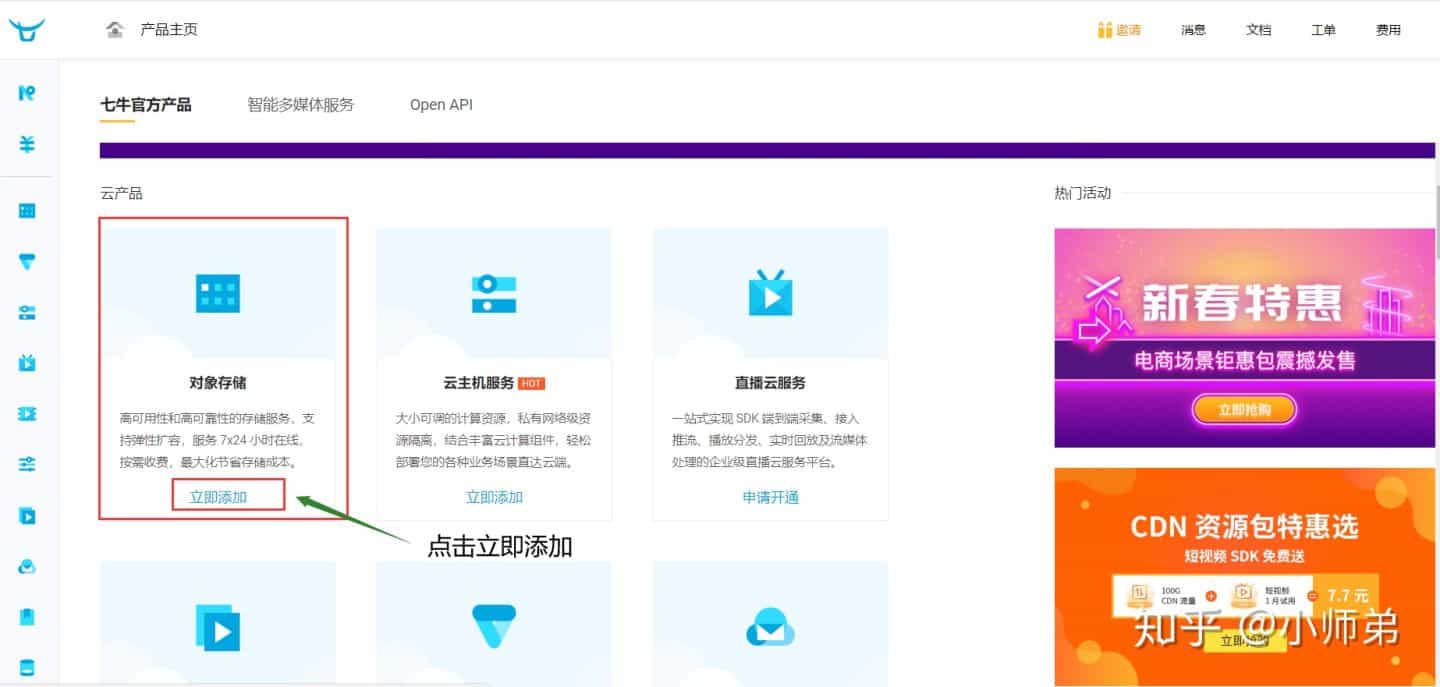 产品主页
邀请
消息
文档
工单
费用
七牛官方产品
智能多媒体服务
Open API
云产品
热门活动
对象存储
高可用性和高可靠性的存储服务、支
持弹性扩容，服务 7x24 小时在线，
按需收费，最大化节省存储成本。
立即添加
云主机服务 HOT
大小可调的计算资源，私有网络级资
源隔离，结合丰富云计算组件，轻松
部署您的各种业务场景直达云端。
立即添加
直播云服务
一站式实现 SDK 端到端采集、接入
推流、播放分发、实时回放及流媒体
处理的企业级直播云服务平台。
申请开通
点击立即添加
新春特惠
电商场景钜惠包震撼发售
立即抢购
CDN 资源包特惠选
短视频 SDK 免费送
100G
CDN 流量
短视频
1 月试用
7.7 元
立即抢购
知乎 @小师弟